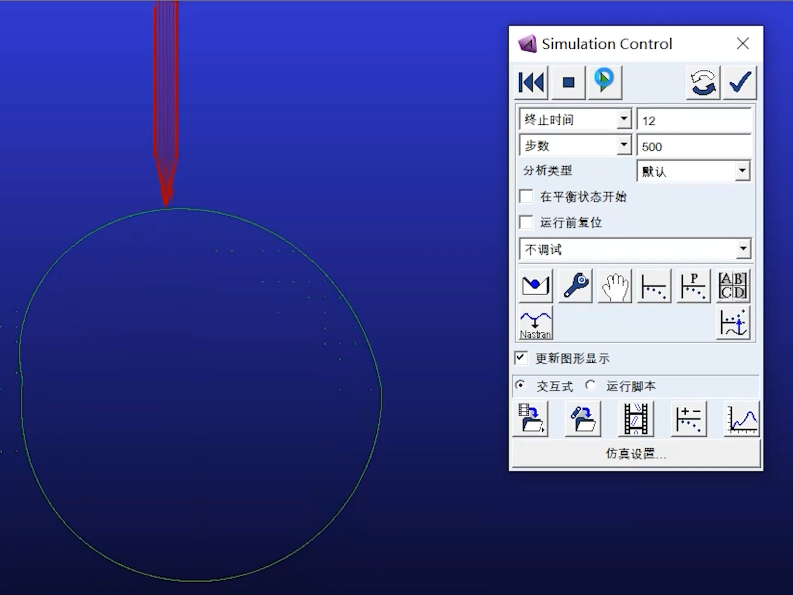 Simulation Control
终止时间 12
步数 500
分析类型 默认
在平衡状态开始
运行前复位
不调试
P
A B
C D
Nastran
更新图形显示
交互式 运行脚本
仿真设置...